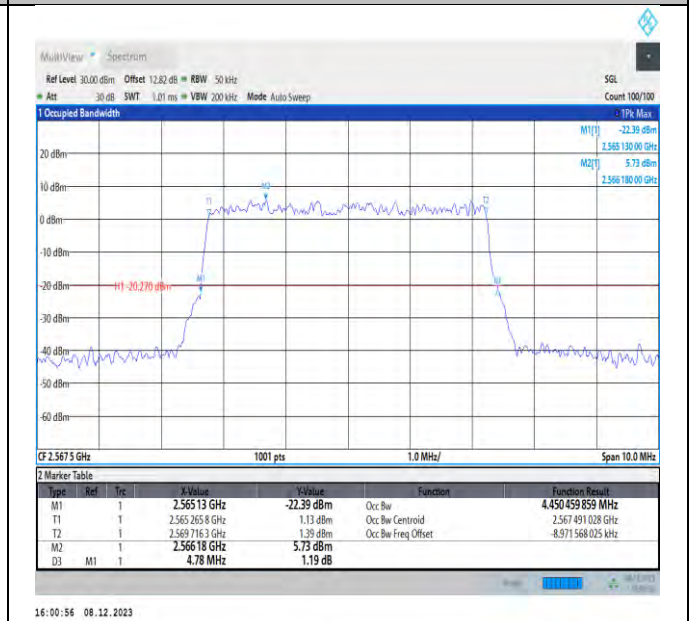 MultiView Spectrum
Ref Level 30.00 dBm Offset 12.82 dB RBW 50 kHz SGL
Att 30 dB SWT 1.01 ms VBW 200 kHz Mode Auto Sweep Count 100/100
1 Occupied Bandwidth 1Pk Max
M1[1] -22.39 dBm
2.565 130 00 GHz
M2[1] 5.73 dBm
2.566 180 00 GHz
20 dBm
10 dBm
M2
T1 T2
0 dBm
-10 dBm
M1
-20 dBm H1 -20.270 dBm
-30 dBm
-40 dBm
-50 dBm
-60 dBm
CF 2.567 5 GHz 1001 pts 1.0 MHz/ Span 10.0 MHz
2 Marker Table
Type Ref Trc X-Value Y-Value Function Function Result
M1 1 2.565 13 GHz -22.39 dBm Occ Bw 4.450 459 859 MHz
T1 1 2.565 265 8 GHz 1.13 dBm Occ Bw Centroid 2.567 491 028 GHz
T2 1 2.569 716 3 GHz 1.39 dBm Occ Bw Freq Offset -8.971 568 025 kHz
M2 1 2.566 18 GHz 5.73 dBm
D3 M1 1 4.78 MHz 1.19 dB
16:00:56 08.12.2023